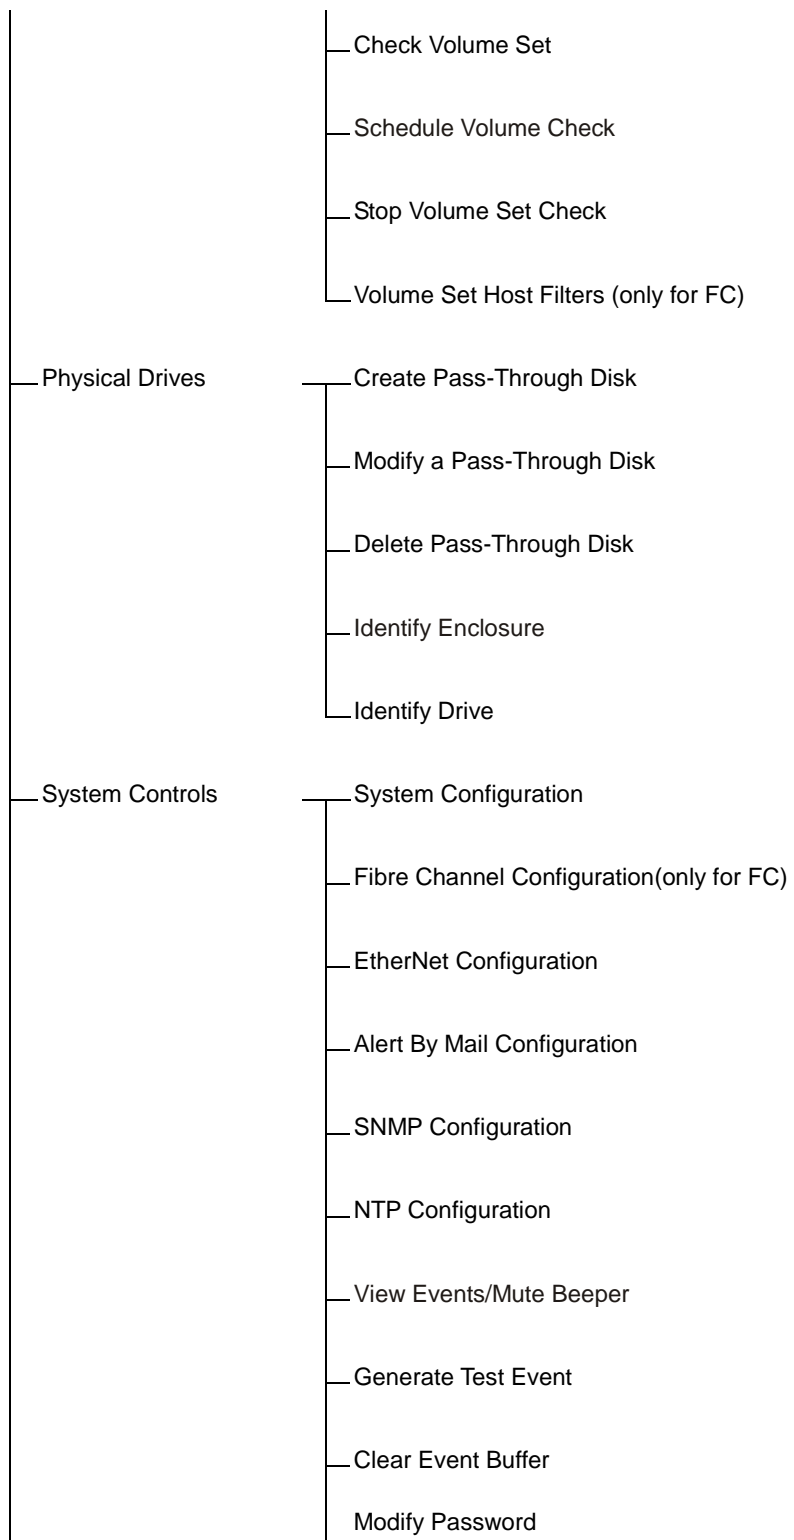 Check Volume Set
Schedule Volume Check
Stop Volume Set Check
Volume Set Host Filters (only for FC)
Physical Drives
Create Pass-Through Disk
Modify a Pass-Through Disk
Delete Pass-Through Disk
Identify Enclosure
Identify Drive
System Controls
System Configuration
Fibre Channel Configuration(only for FC)
EtherNet Configuration
Alert By Mail Configuration
SNMP Configuration
NTP Configuration
View Events/Mute Beeper
Generate Test Event
Clear Event Buffer
Modify Password